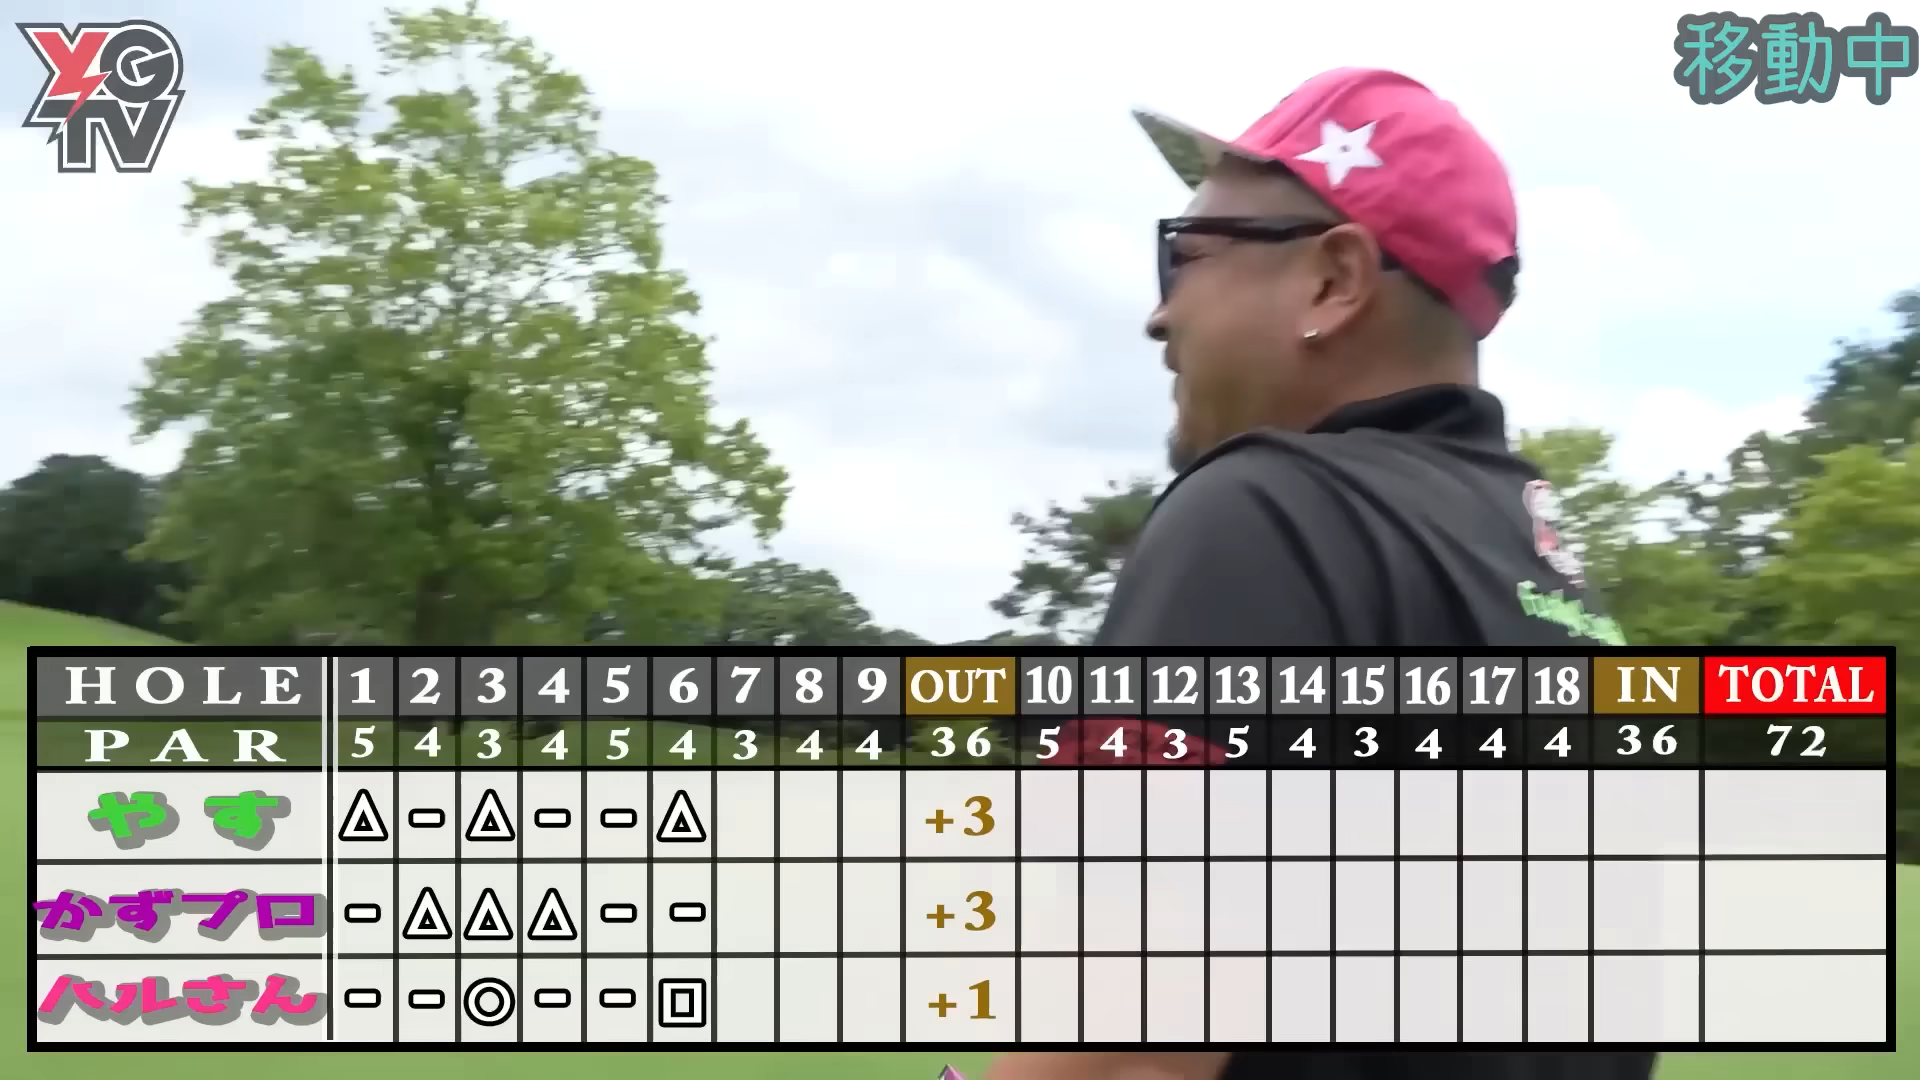 YGTV
移動中
HOLE 1 2 3 4 5 6 7 8 9 OUT 10 11 12 13 14 15 16 17 18 IN TOTAL
PAR 5 4 3 4 5 4 3 4 4 36 5 4 3 5 4 3 4 4 4 36 72
やす △ - △ - - △ +3
かずプロ - △ △ △ - - +3
ハルさん - - ◎ - - □ +1